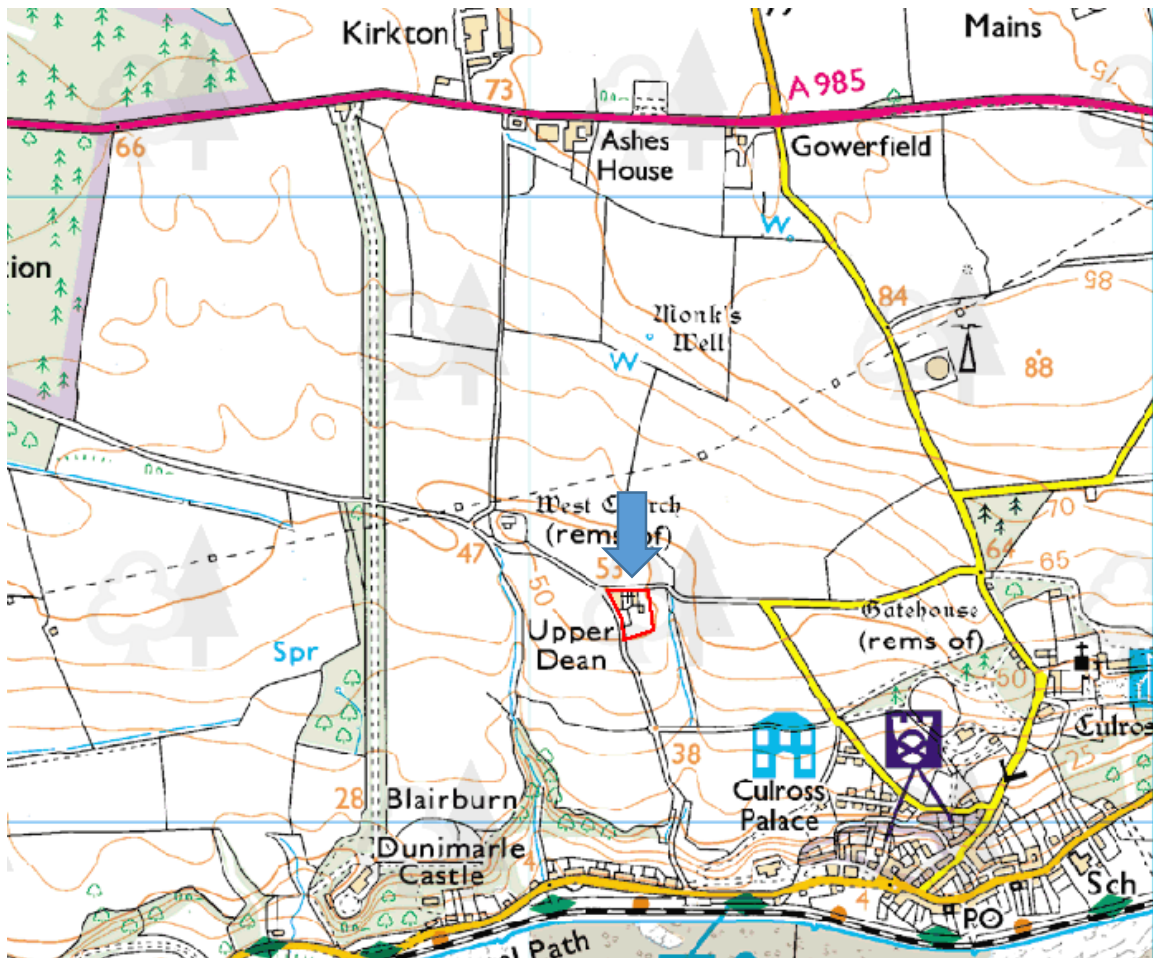 Kirkton
Mains
A 985
73
75
66
Ashes
House
Gowerfield
W
tion
84
85
Monk's
Well
W
88
West Church
(rems of)
47
70
64
65
53
50
Gatehouse
(rems of)
Upper
Dean
Spr
50
38
Culross
25
Culross
Palace
28
Blairburn
Dunimarle
Castle
4
4
Sch
P.O
Path